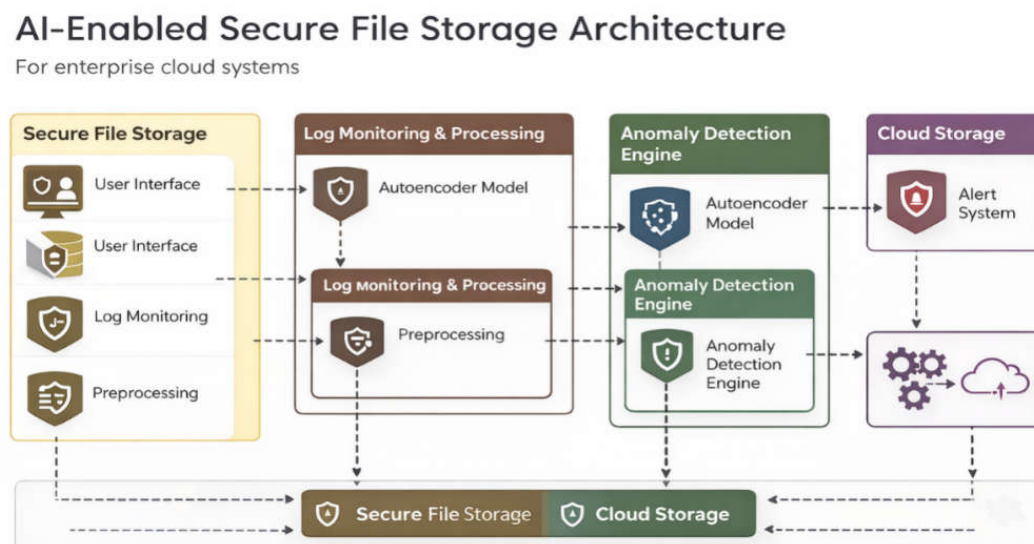 AI-Enabled Secure File Storage Architecture
For enterprise cloud systems
Secure File Storage
User Interface
User Interface
Log Monitoring
Preprocessing
Log Monitoring & Processing
Autoencoder Model
Log Monitoring & Processing
Preprocessing
Anomaly Detection
Engine
Autoencoder
Model
Anomaly Detection
Engine
Anomaly
Detection
Engine
Cloud Storage
Alert
System
Secure File Storage
Cloud Storage